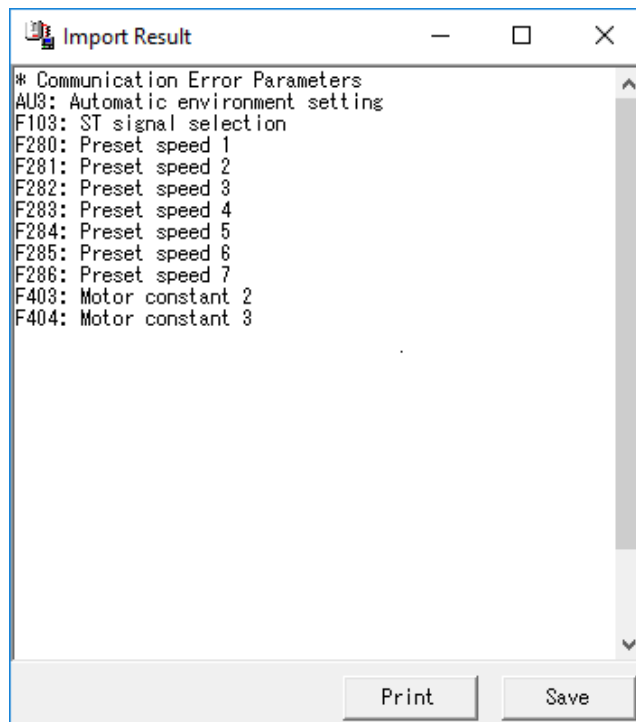 Import Result
* Communication Error Parameters
AU3: Automatic environment setting
F103: ST signal selection
F280: Preset speed 1
F281: Preset speed 2
F282: Preset speed 3
F283: Preset speed 4
F284: Preset speed 5
F285: Preset speed 6
F286: Preset speed 7
F403: Motor constant 2
F404: Motor constant 3
Print
Save